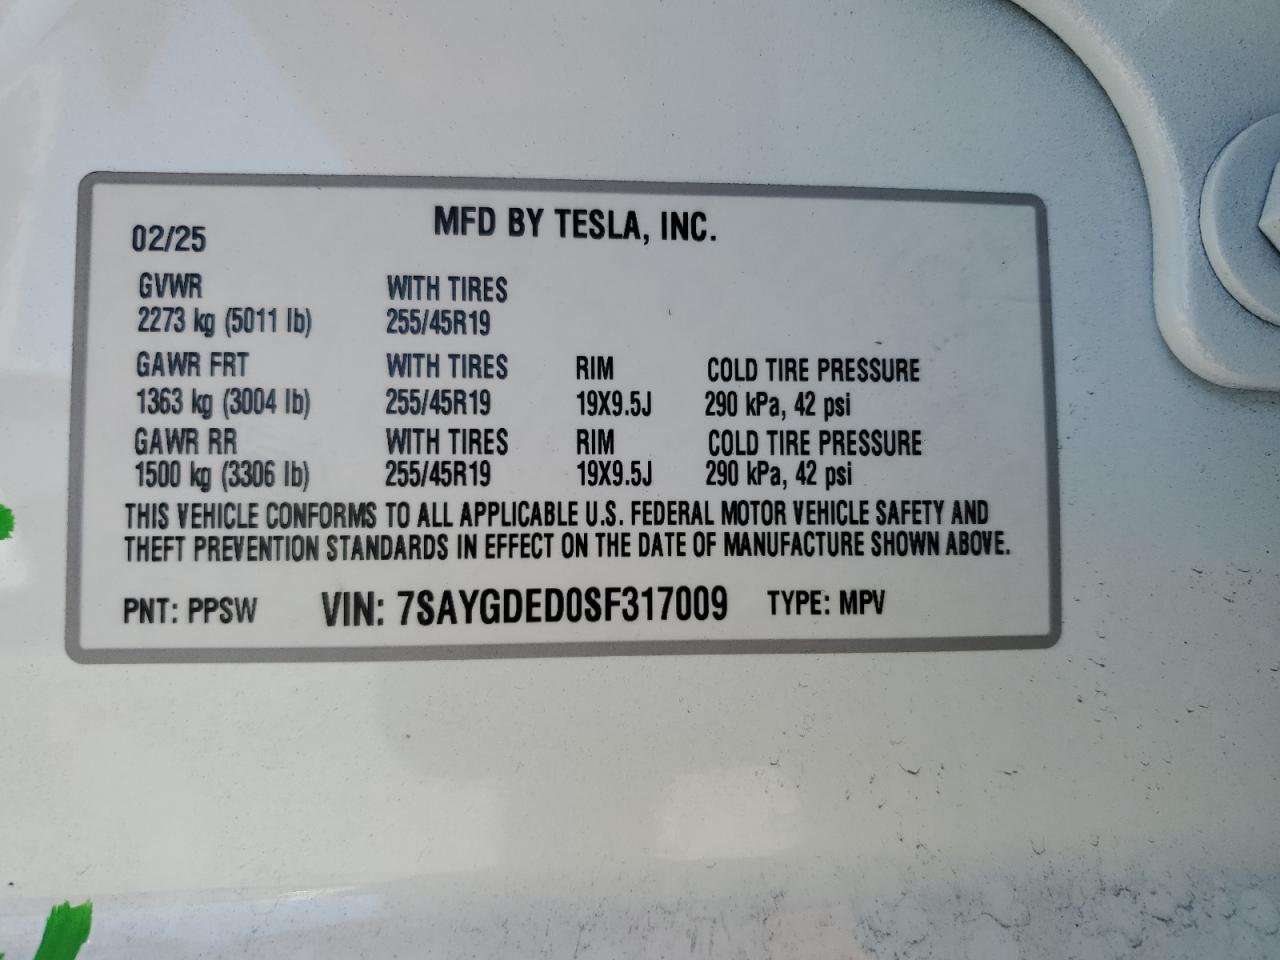 MFD BY TESLA, INC.
02/25
GVWR WITH TIRES
2273 kg (5011 lb) 255/45R19
GAWR FRT WITH TIRES RIM COLD TIRE PRESSURE
1363 kg (3004 lb) 255/45R19 19X9.5J 290 kPa, 42 psi
GAWR RR WITH TIRES RIM COLD TIRE PRESSURE
1500 kg (3306 lb) 255/45R19 19X9.5J 290 kPa, 42 psi
THIS VEHICLE CONFORMS TO ALL APPLICABLE U.S. FEDERAL MOTOR VEHICLE SAFETY AND
THEFT PREVENTION STANDARDS IN EFFECT ON THE DATE OF MANUFACTURE SHOWN ABOVE.
PNT: PPSW VIN: 7SAYGDED0SF317009 TYPE: MPV